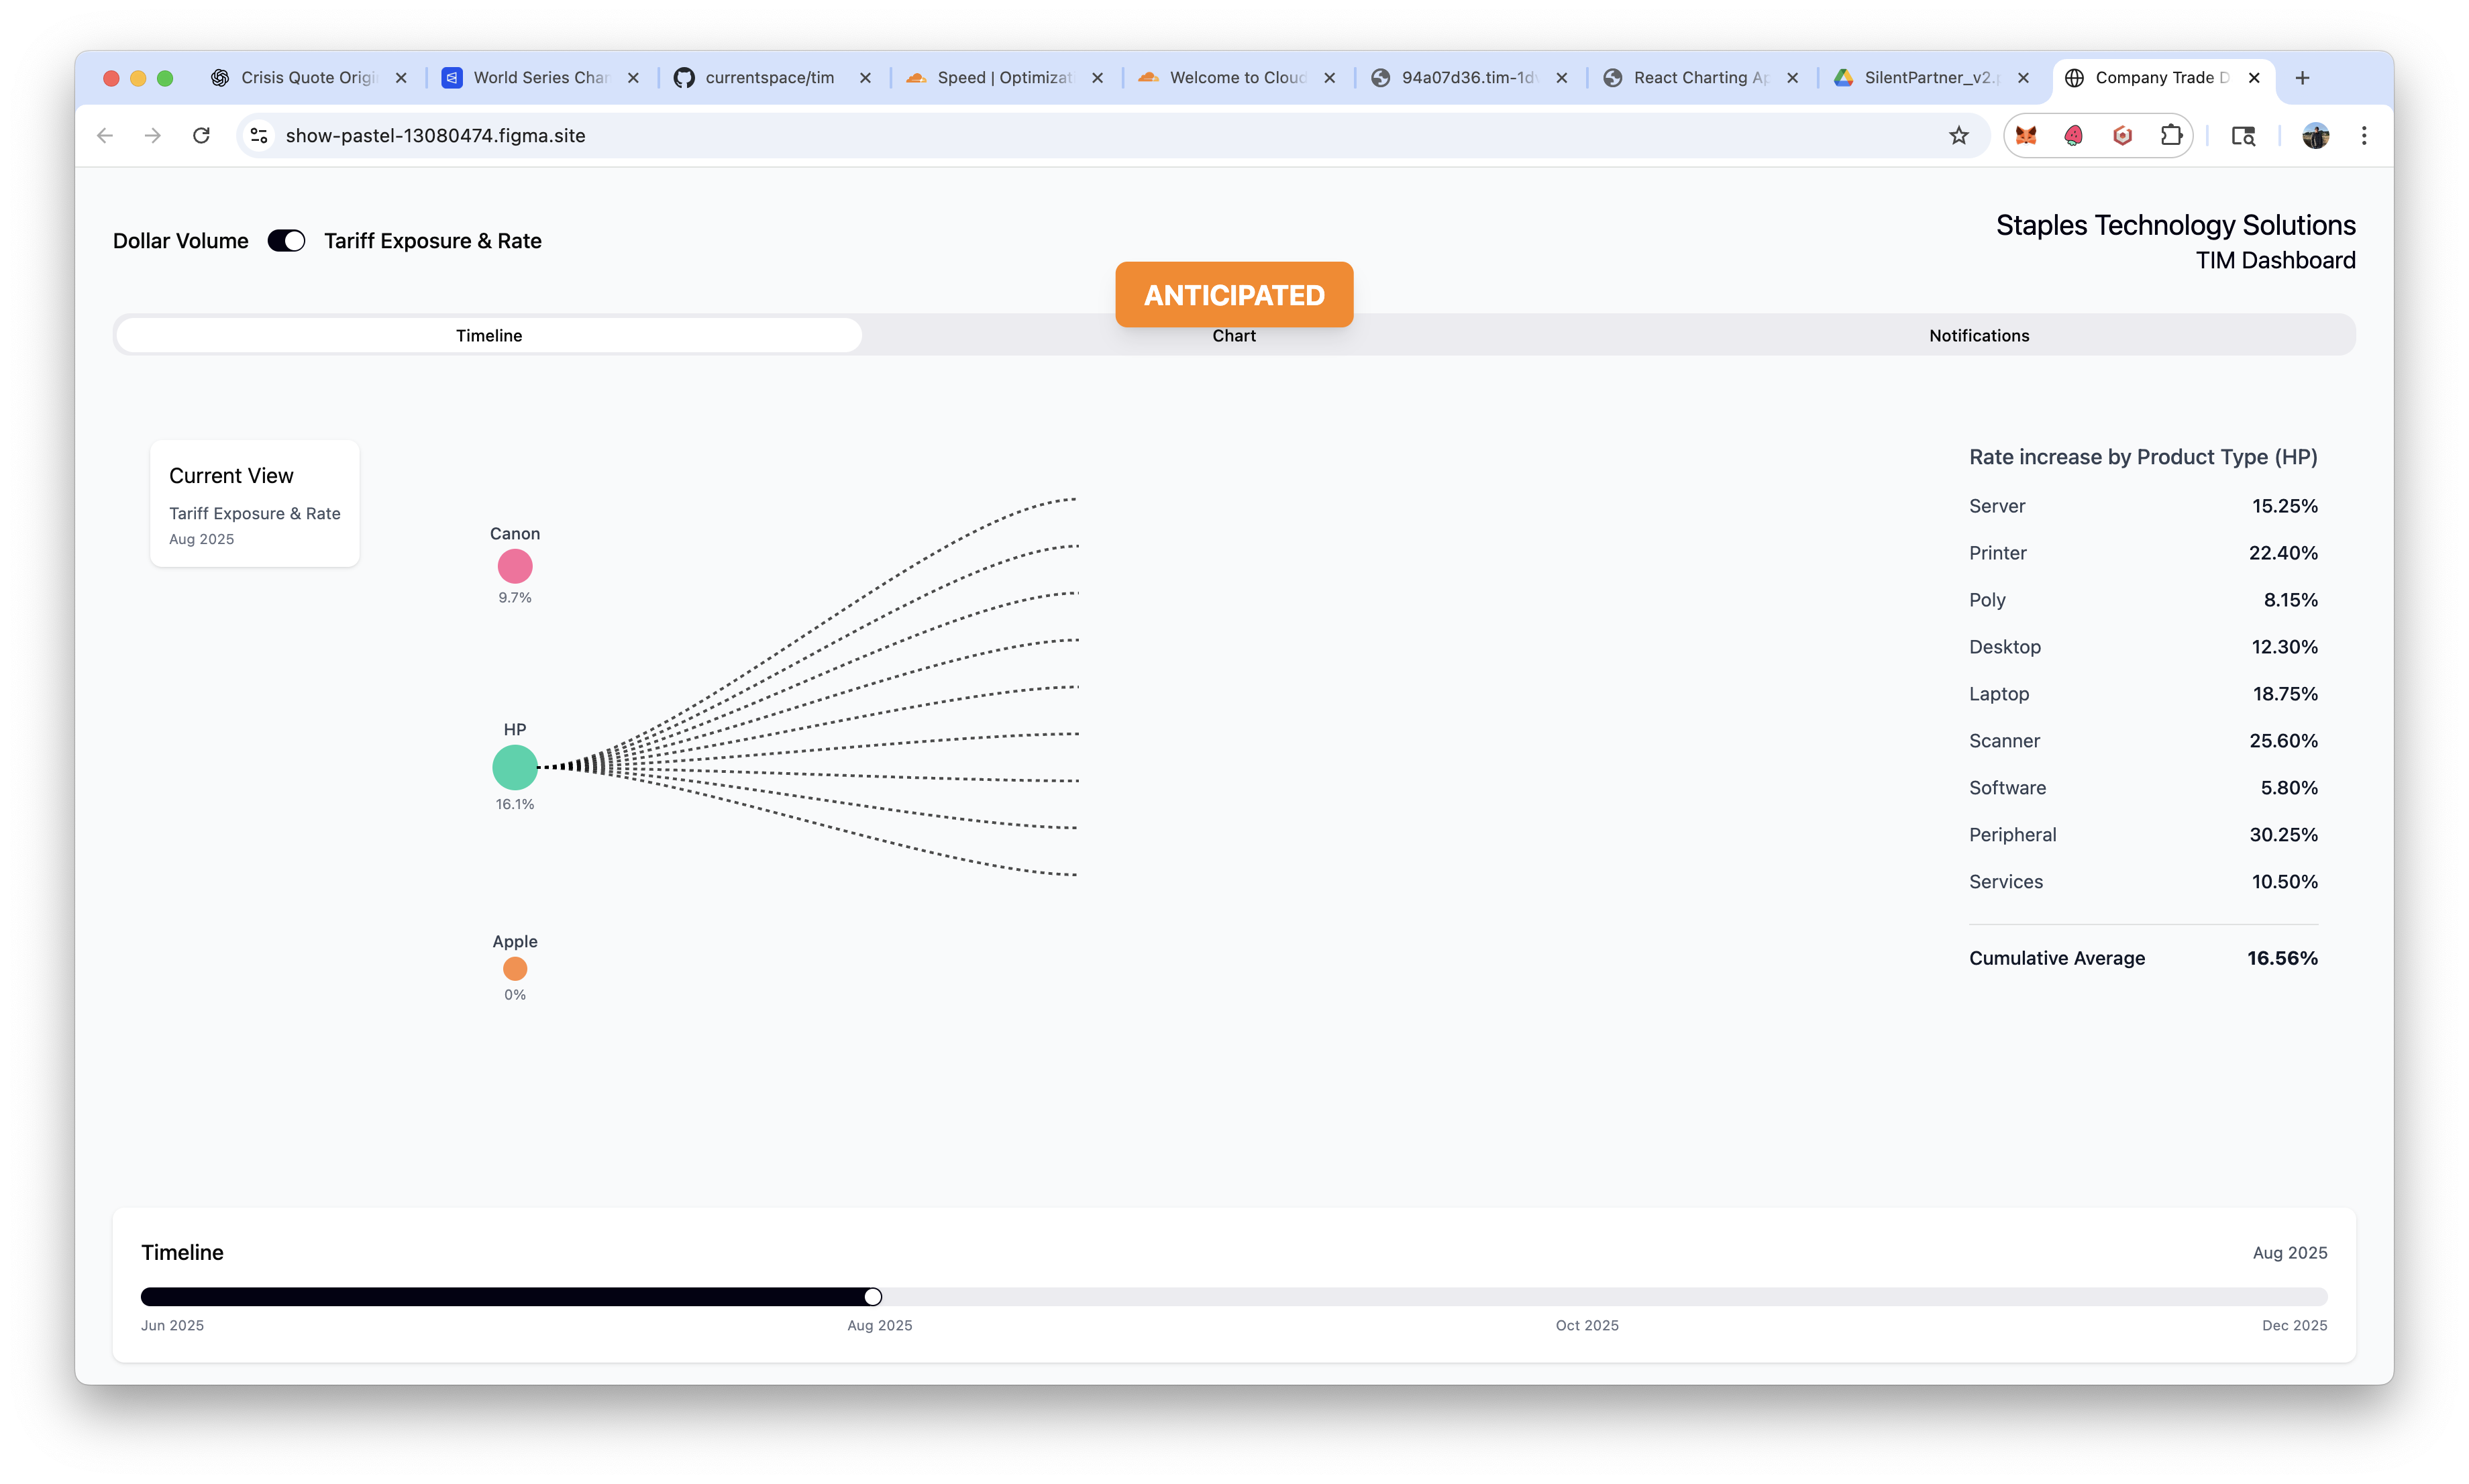 Crisis Quote Origi
World Series Char
currentspace/tim
Speed | Optimizat
Welcome to Cloud
94a07d36.tim-1dv
React Charting Ap
SilentPartner_v2.p
Company Trade D
show-pastel-13080474.figma.site
Dollar Volume
Tariff Exposure & Rate
Staples Technology Solutions
TIM Dashboard
ANTICIPATED
Timeline
Chart
Notifications
Current View
Tariff Exposure & Rate
Aug 2025
Canon
9.7%
HP
16.1%
Apple
0%
Rate increase by Product Type (HP)
Server 15.25%
Printer 22.40%
Poly 8.15%
Desktop 12.30%
Laptop 18.75%
Scanner 25.60%
Software 5.80%
Peripheral 30.25%
Services 10.50%
Cumulative Average 16.56%
Timeline
Aug 2025
Jun 2025
Aug 2025
Oct 2025
Dec 2025